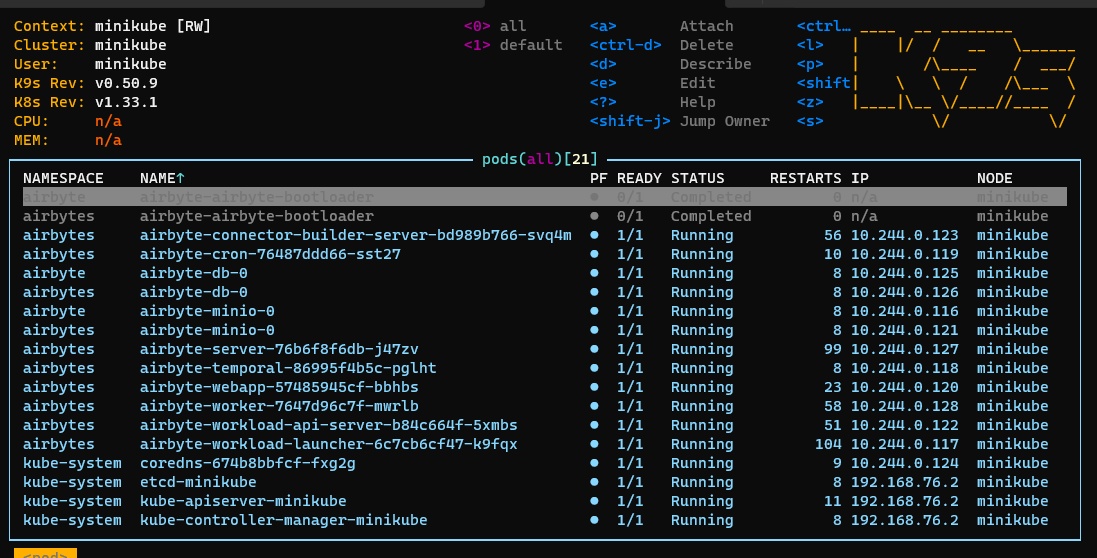 Context: minikube [RW] <0> all <a> Attach <ctrl…
Cluster: minikube <1> default <ctrl-d> Delete <l>
User: minikube <d> Describe <p>
K9s Rev: v0.50.9 <e> Edit <shift
K8s Rev: v1.33.1 <?> Help <z>
CPU: n/a <shift-j> Jump Owner <s>
MEM: n/a
pods(all)[21]
NAMESPACE NAME↑ PF READY STATUS RESTARTS IP NODE
airbyte airbyte-airbyte-bootloader ● 0/1 Completed 0 n/a minikube
airbytes airbyte-airbyte-bootloader ● 0/1 Completed 0 n/a minikube
airbytes airbyte-connector-builder-server-bd989b766-svq4m ● 1/1 Running 56 10.244.0.123 minikube
airbytes airbyte-cron-76487ddd66-sst27 ● 1/1 Running 10 10.244.0.119 minikube
airbyte airbyte-db-0 ● 1/1 Running 8 10.244.0.125 minikube
airbytes airbyte-db-0 ● 1/1 Running 8 10.244.0.126 minikube
airbyte airbyte-minio-0 ● 1/1 Running 8 10.244.0.116 minikube
airbytes airbyte-minio-0 ● 1/1 Running 8 10.244.0.121 minikube
airbytes airbyte-server-76b6f8f6db-j47zv ● 1/1 Running 99 10.244.0.127 minikube
airbytes airbyte-temporal-86995f4b5c-pglht ● 1/1 Running 8 10.244.0.118 minikube
airbytes airbyte-webapp-57485945cf-bbhbs ● 1/1 Running 23 10.244.0.120 minikube
airbytes airbyte-worker-7647d96c7f-mwrlb ● 1/1 Running 58 10.244.0.128 minikube
airbytes airbyte-workload-api-server-b84c664f-5xmbs ● 1/1 Running 51 10.244.0.122 minikube
airbytes airbyte-workload-launcher-6c7cb6cf47-k9fqx ● 1/1 Running 104 10.244.0.117 minikube
kube-system coredns-674b8bbfcf-fxg2g ● 1/1 Running 9 10.244.0.124 minikube
kube-system etcd-minikube ● 1/1 Running 8 192.168.76.2 minikube
kube-system kube-apiserver-minikube ● 1/1 Running 11 192.168.76.2 minikube
kube-system kube-controller-manager-minikube ● 1/1 Running 8 192.168.76.2 minikube
<pod>